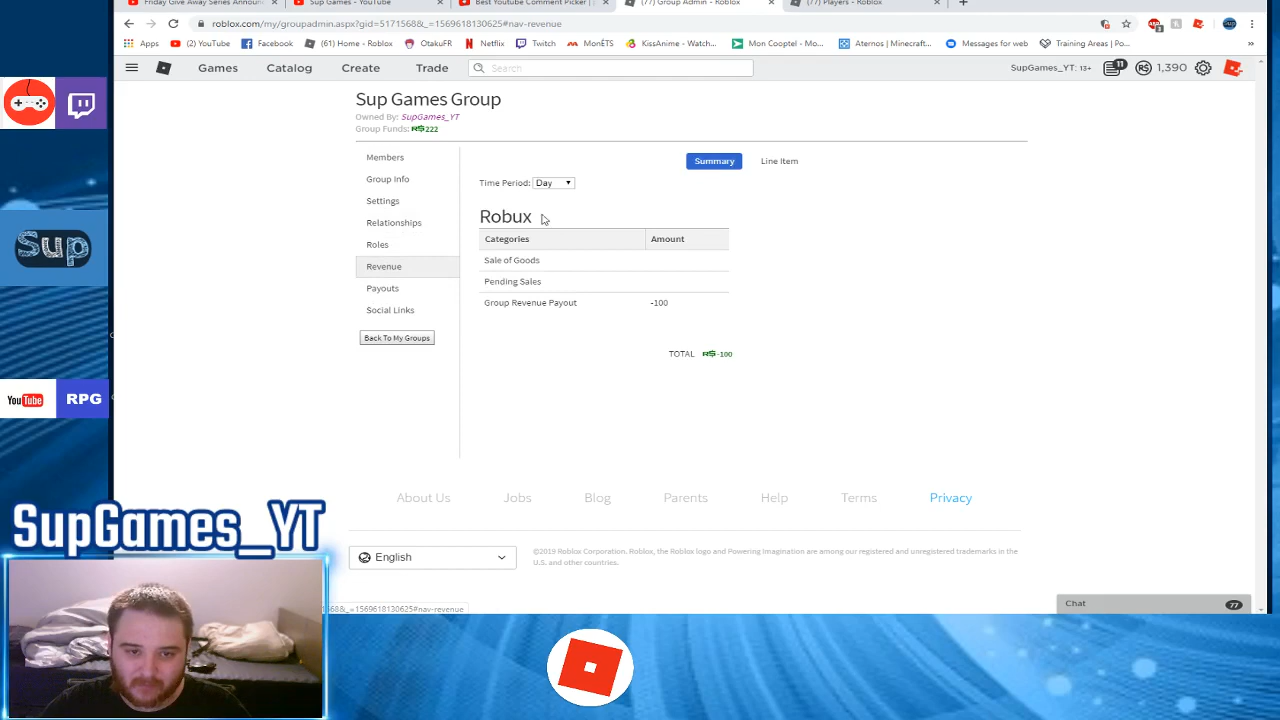 Friday Give Away Series Announ
Sup Games - YouTube
Best Youtube Comment Picker |
(77) Group Admin - Roblox
(77) Players - Roblox
roblox.com/my/groupadmin.aspx?gid=5171568&_=1569618130625#nav-revenue
Apps
(2) YouTube
Facebook
(61) Home - Roblox
OtakuFR
Netflix
Twitch
MonÉTS
KissAnime - Watch...
Mon Cooptel - Mo...
Aternos | Minecraft...
Messages for web
Training Areas | Po...
Games
Catalog
Create
Trade
Search
SupGames_YT: 13+
11
1,390
Sup Games Group
Owned By: SupGames_YT
Group Funds: R$222
Members
Group Info
Settings
Relationships
Roles
Revenue
Payouts
Social Links
Back To My Groups
Summary
Line Item
Time Period: Day
Robux
Categories Amount
Sale of Goods
Pending Sales
Group Revenue Payout -100
TOTAL R$-100
About Us
Jobs
Blog
Parents
Help
Terms
Privacy
English
©2019 Roblox Corporation. Roblox, the Roblox logo and Powering Imagination are among our registered and unregistered trademarks in the
U.S. and other countries.
568&_=1569618130625#nav-revenue
Chat
77
Sup
YouTube
RPG
SupGames_YT